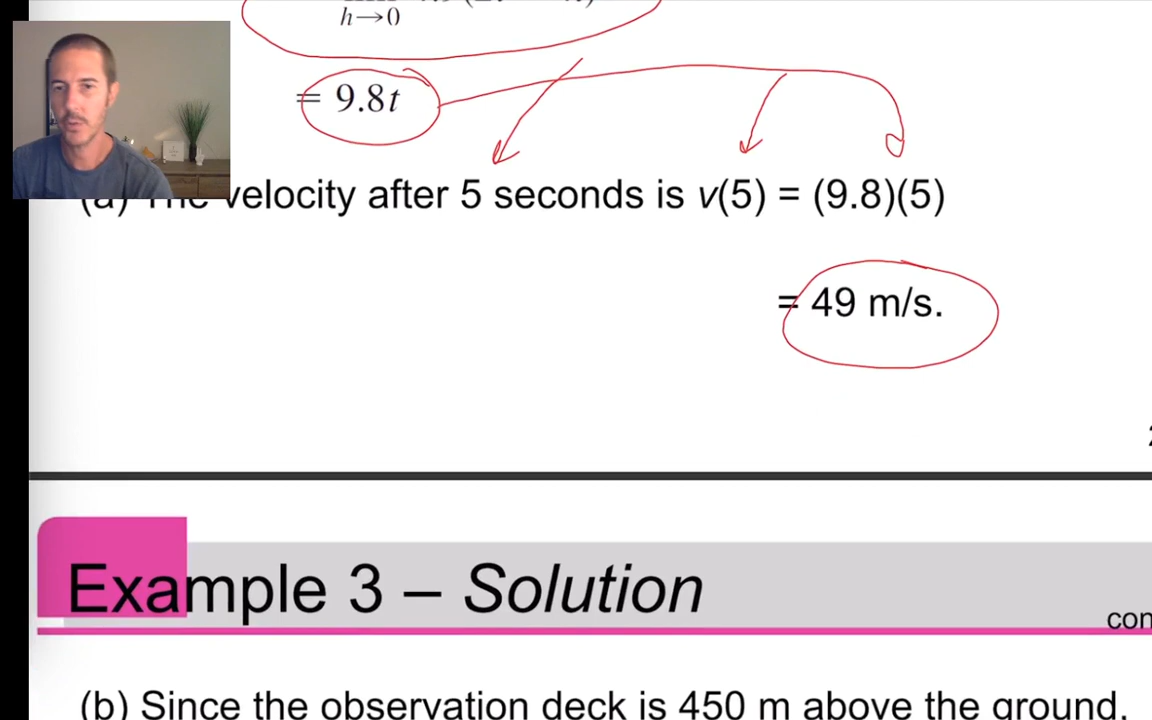 h→0
= 9.8t
(a) The velocity after 5 seconds is v(5) = (9.8)(5)
= 49 m/s.
Example 3 – Solution
(b) Since the observation deck is 450 m above the ground,